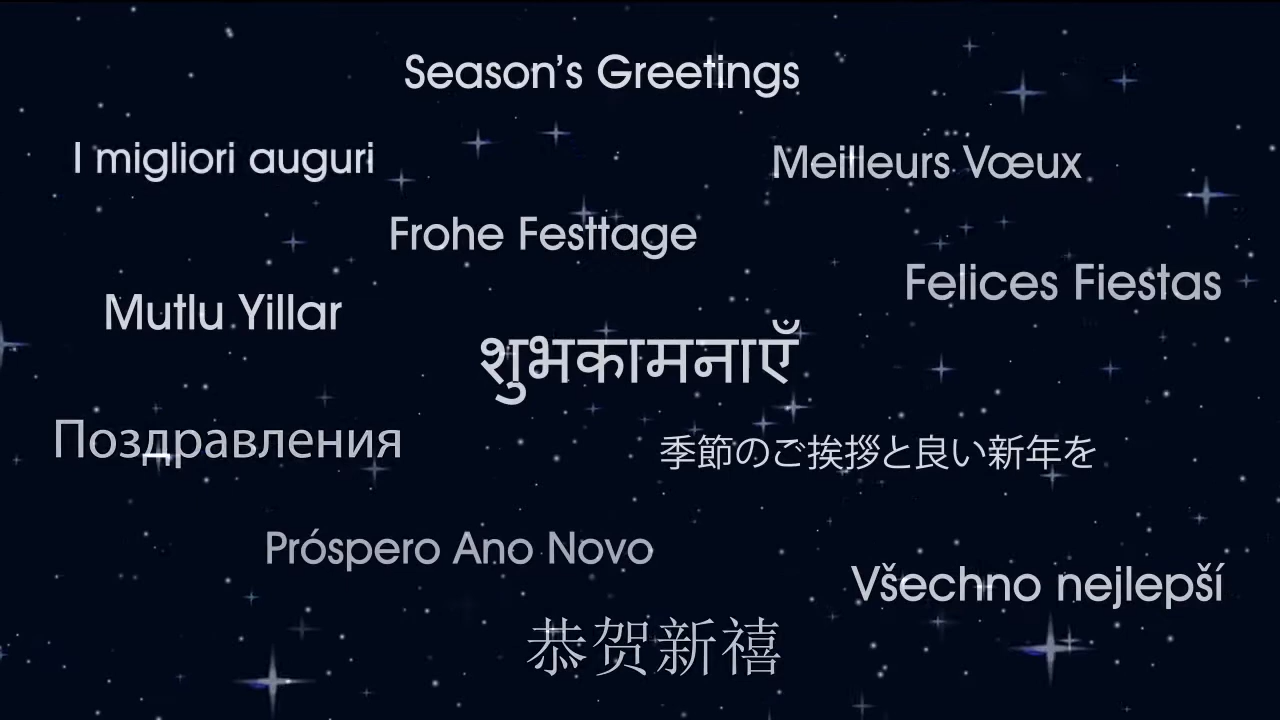 Season’s Greetings
I migliori auguri
Meilleurs Vœux
Frohe Festtage
Felices Fiestas
Mutlu Yillar
शुभकामनाएँ
Поздравления
季節のご挨拶と良い新年を
Próspero Ano Novo
Všechno nejlepší
恭贺新禧